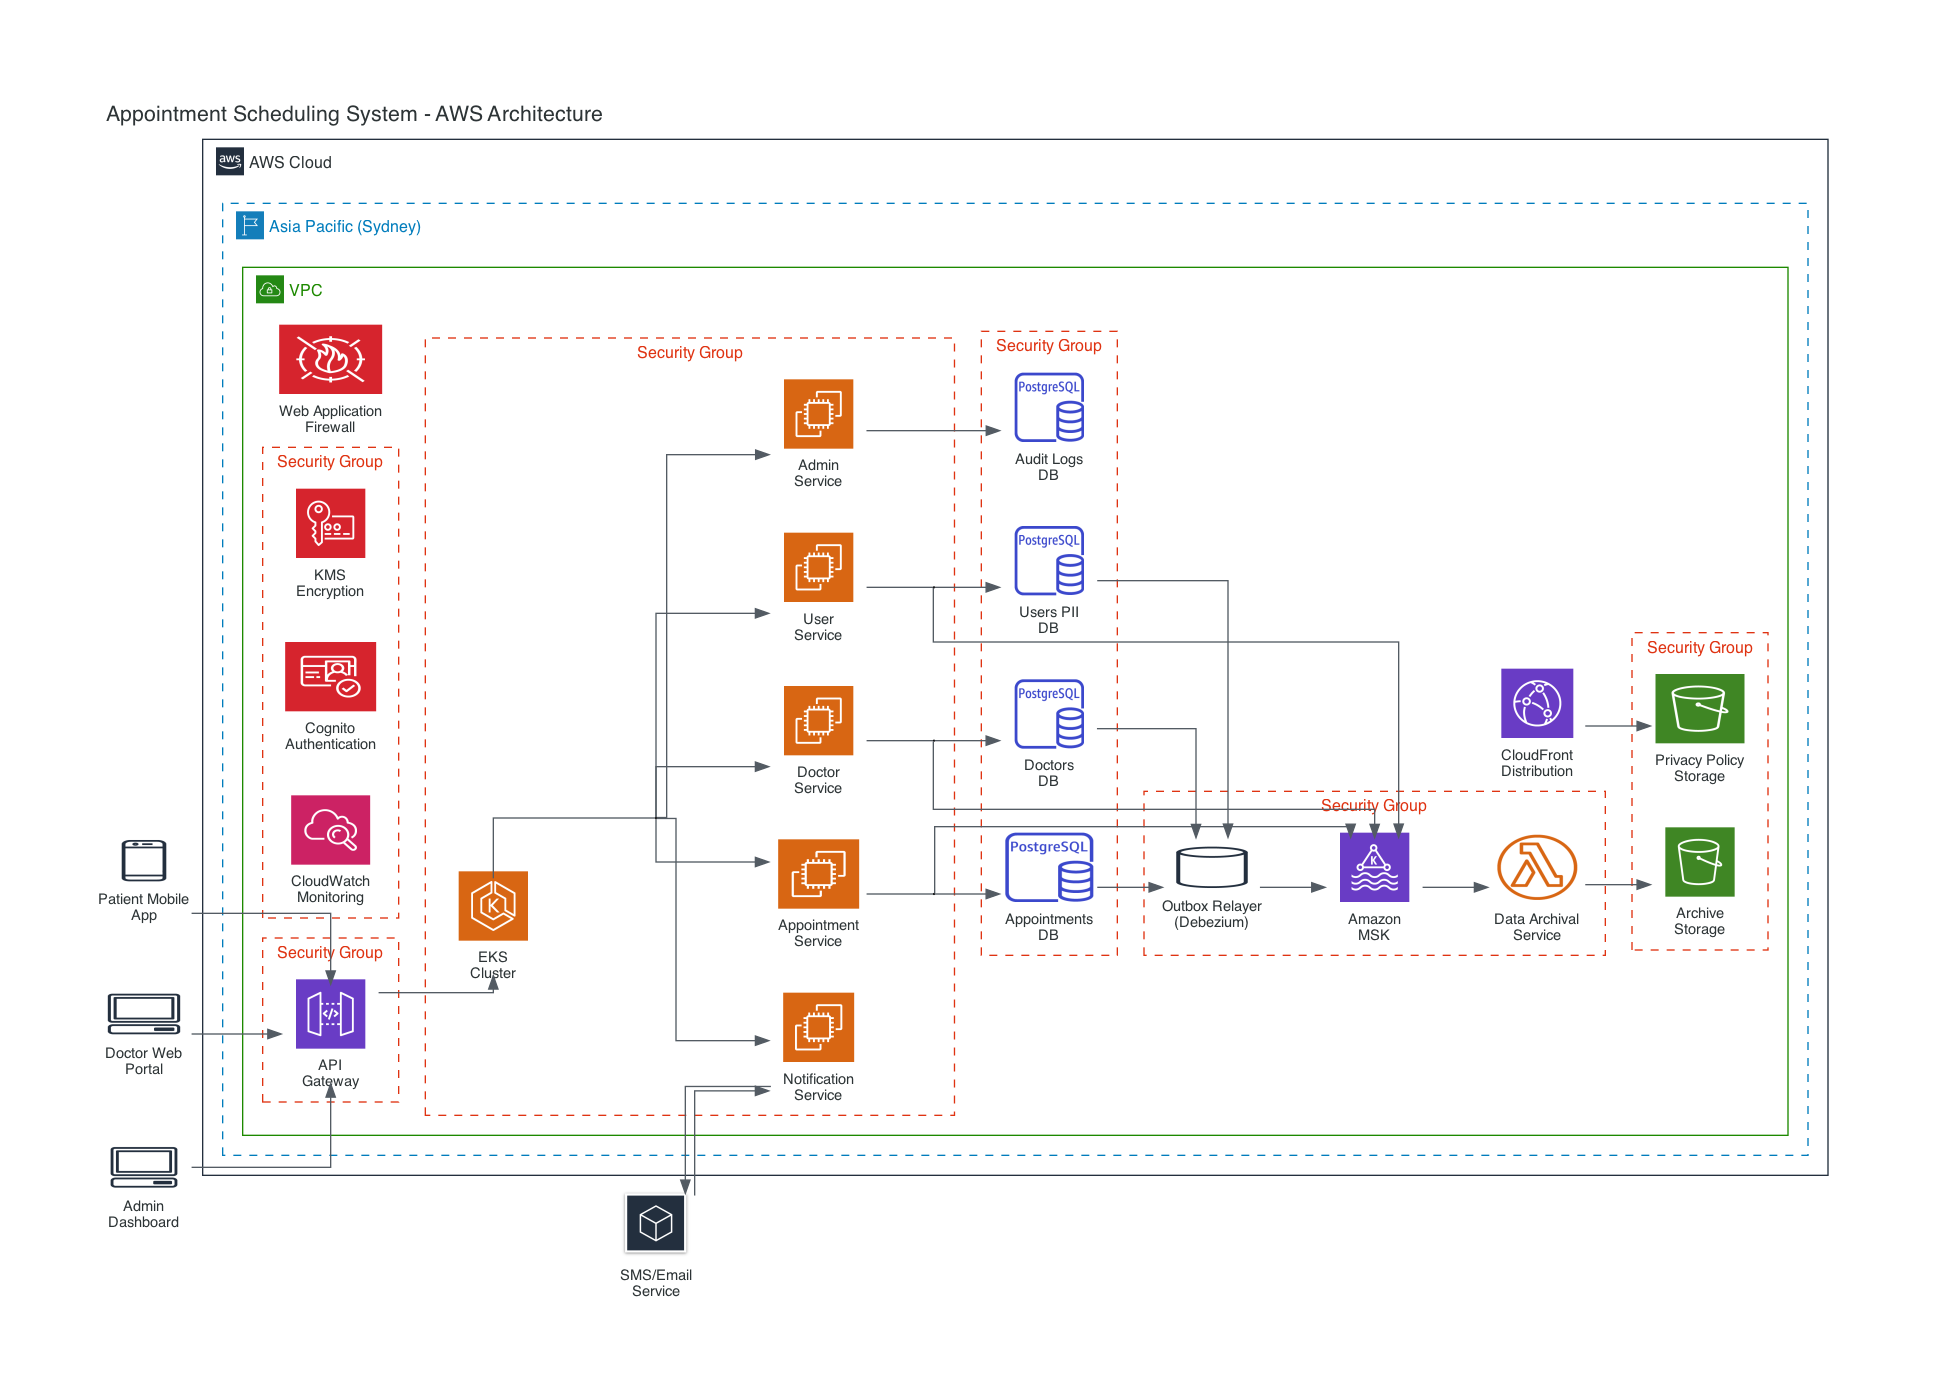 Appointment Scheduling System - AWS Architecture
aws
AWS Cloud
Asia Pacific (Sydney)
VPC
Web Application
Firewall
Security Group
KMS
Encryption
Cognito
Authentication
CloudWatch
Monitoring
Security Group
API
Gateway
Patient Mobile
App
Doctor Web
Portal
Admin
Dashboard
Security Group
EKS
Cluster
Admin
Service
User
Service
Doctor
Service
Appointment
Service
Notification
Service
SMS/Email
Service
Security Group
PostgreSQL
Audit Logs
DB
PostgreSQL
Users PII
DB
PostgreSQL
Doctors
DB
PostgreSQL
Appointments
DB
Security Group
Outbox Relayer
(Debezium)
Amazon
MSK
Data Archival
Service
CloudFront
Distribution
Security Group
Privacy Policy
Storage
Archive
Storage